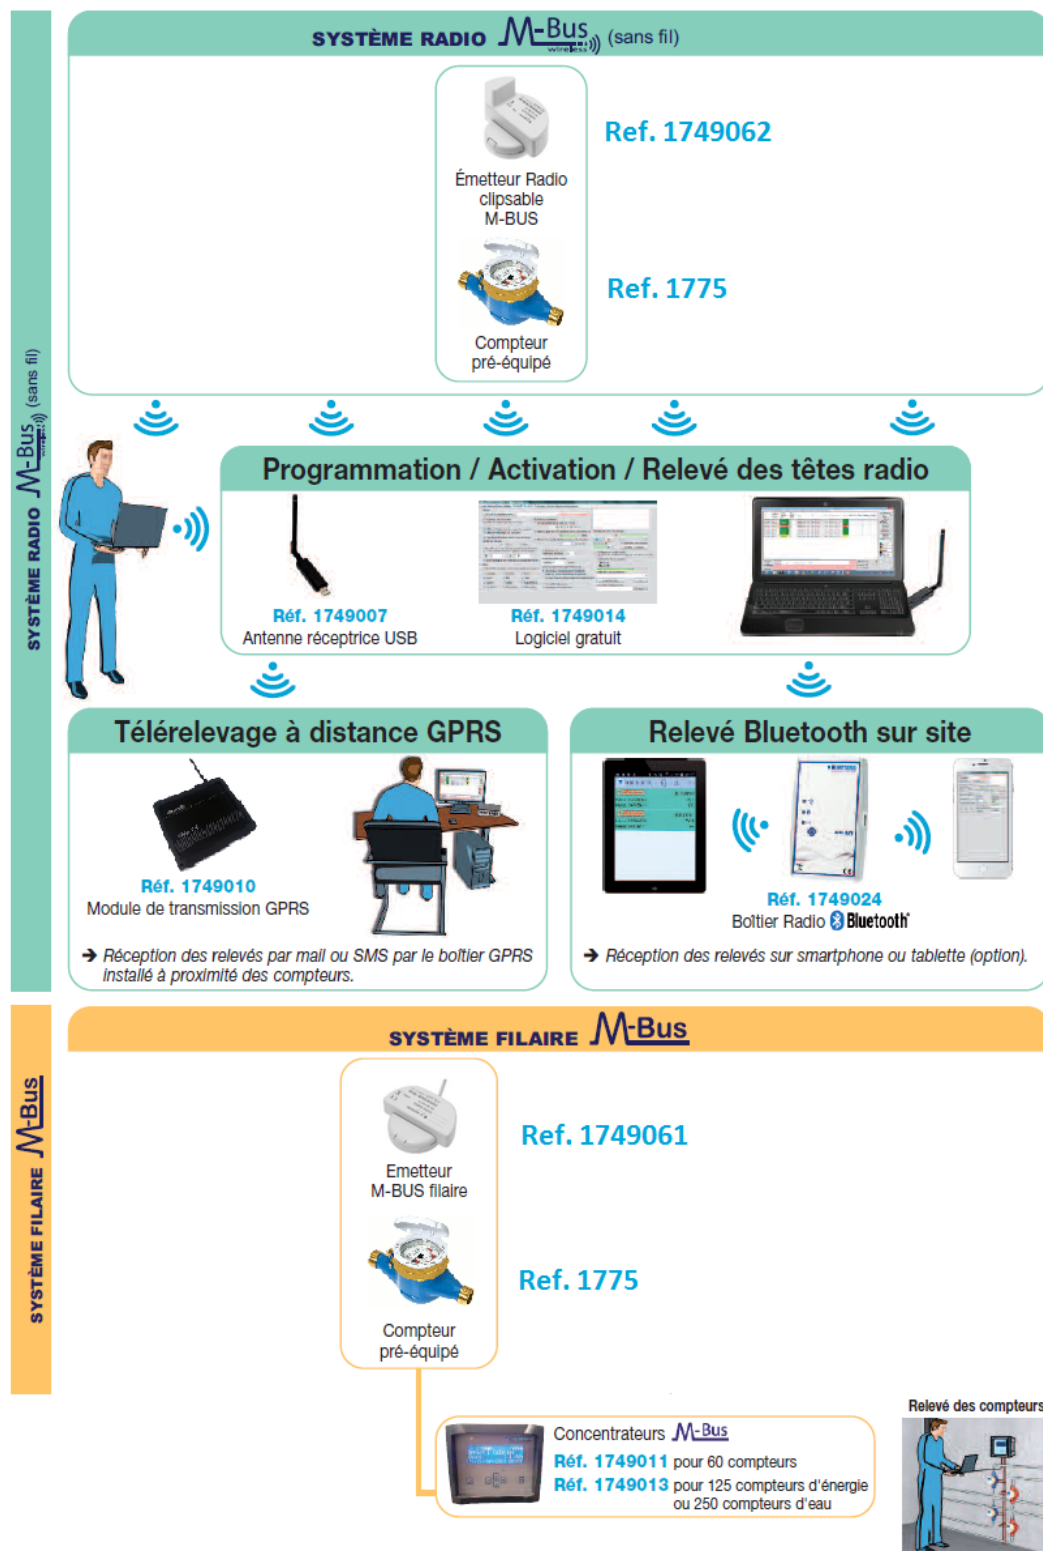 SYSTÈME RADIO M-Bus wireless (sans fil)
Ref. 1749062
Émetteur Radio
clipsable
M-BUS
Ref. 1775
Compteur
pré-équipé
SYSTÈME RADIO M-Bus wireless (sans fil)
Programmation / Activation / Relevé des têtes radio
Réf. 1749007
Antenne réceptrice USB
Réf. 1749014
Logiciel gratuit
Télérelevage à distance GPRS
Réf. 1749010
Module de transmission GPRS
➔ Réception des relevés par mail ou SMS par le boîtier GPRS
installé à proximité des compteurs.
Relevé Bluetooth sur site
Réf. 1749024
Boîtier Radio Bluetooth
➔ Réception des relevés sur smartphone ou tablette (option).
SYSTÈME FILAIRE M-Bus
SYSTÈME FILAIRE M-Bus
Ref. 1749061
Emetteur
M-BUS filaire
Ref. 1775
Compteur
pré-équipé
Concentrateurs M-Bus
Réf. 1749011 pour 60 compteurs
Réf. 1749013 pour 125 compteurs d'énergie
ou 250 compteurs d'eau
Relevé des compteurs